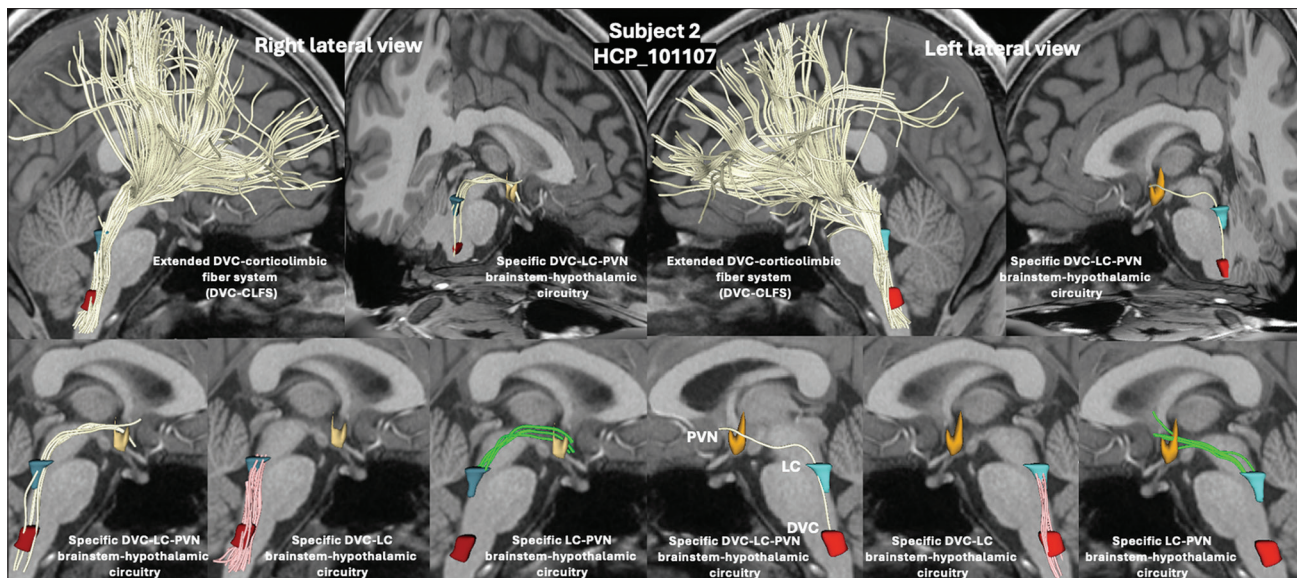 Right lateral view
Subject 2
HCP_101107
Left lateral view
Extended DVC-corticolimbic
fiber system
(DVC-CLFS)
Specific DVC-LC-PVN
brainstem-hypothalamic
circuitry
Extended DVC-corticolimbic
fiber system
(DVC-CLFS)
Specific DVC-LC-PVN
brainstem-hypothalamic
circuitry
Specific DVC-LC-PVN
brainstem-hypothalamic
circuitry
Specific DVC-LC
brainstem-hypothalamic
circuitry
Specific LC-PVN
brainstem-hypothalamic
circuitry
PVN
LC
DVC
Specific DVC-LC-PVN
brainstem-hypothalamic
circuitry
Specific DVC-LC
brainstem-hypothalamic
circuitry
Specific LC-PVN
brainstem-hypothalamic
circuitry